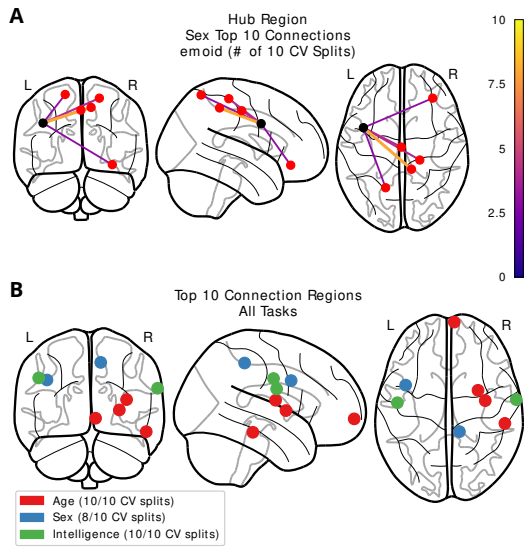 A
Hub Region
Sex Top 10 Connections
emoid (# of 10 CV Splits)
L
R
L
R
10
7.5
5
2.5
0
B
Top 10 Connection Regions
All Tasks
L
R
L
R
Age (10/10 CV splits)
Sex (8/10 CV splits)
Intelligence (10/10 CV splits)